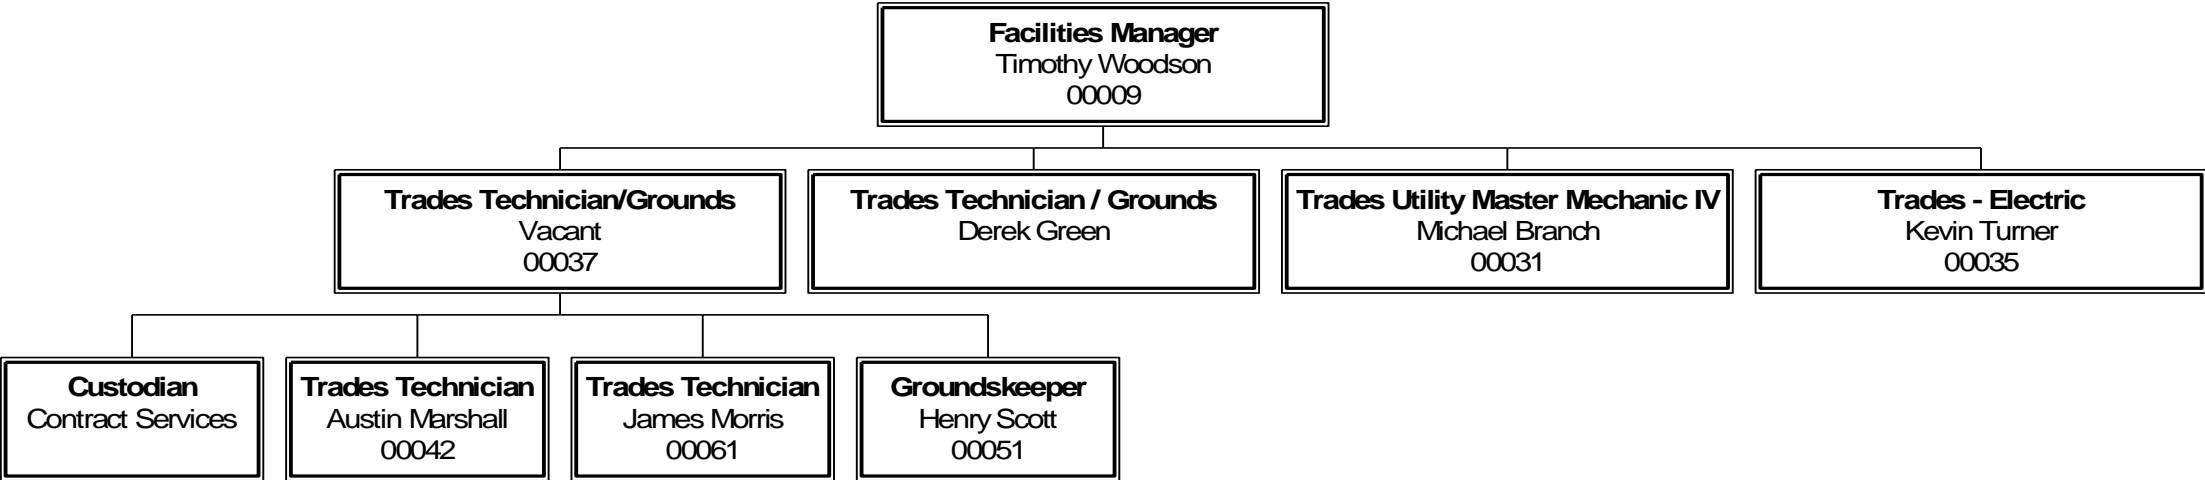 Facilities Manager
Timothy Woodson
00009
Trades Technician/Grounds
Vacant
00037
Trades Technician / Grounds
Derek Green
Trades Utility Master Mechanic IV
Michael Branch
00031
Trades - Electric
Kevin Turner
00035
Custodian
Contract Services
Trades Technician
Austin Marshall
00042
Trades Technician
James Morris
00061
Groundskeeper
Henry Scott
00051